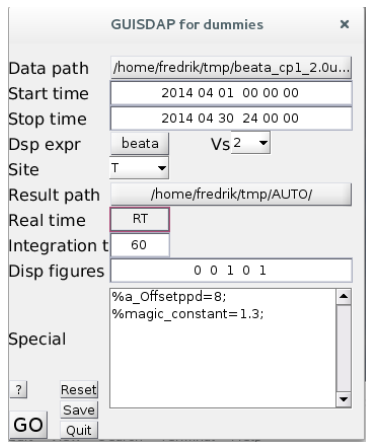 GUISDAP for dummies ×
Data path /home/fredrik/tmp/beata_cp1_2.0u...
Start time 2014 04 01 00 00 00
Stop time 2014 04 30 24 00 00
Dsp expr beata Vs 2
Site T
Result path /home/fredrik/tmp/AUTO/
Real time RT
Integration t 60
Disp figures 0 0 1 0 1
%a_Offsetppd=8;
%magic_constant=1.3;
Special
? Reset
Save
GO Quit